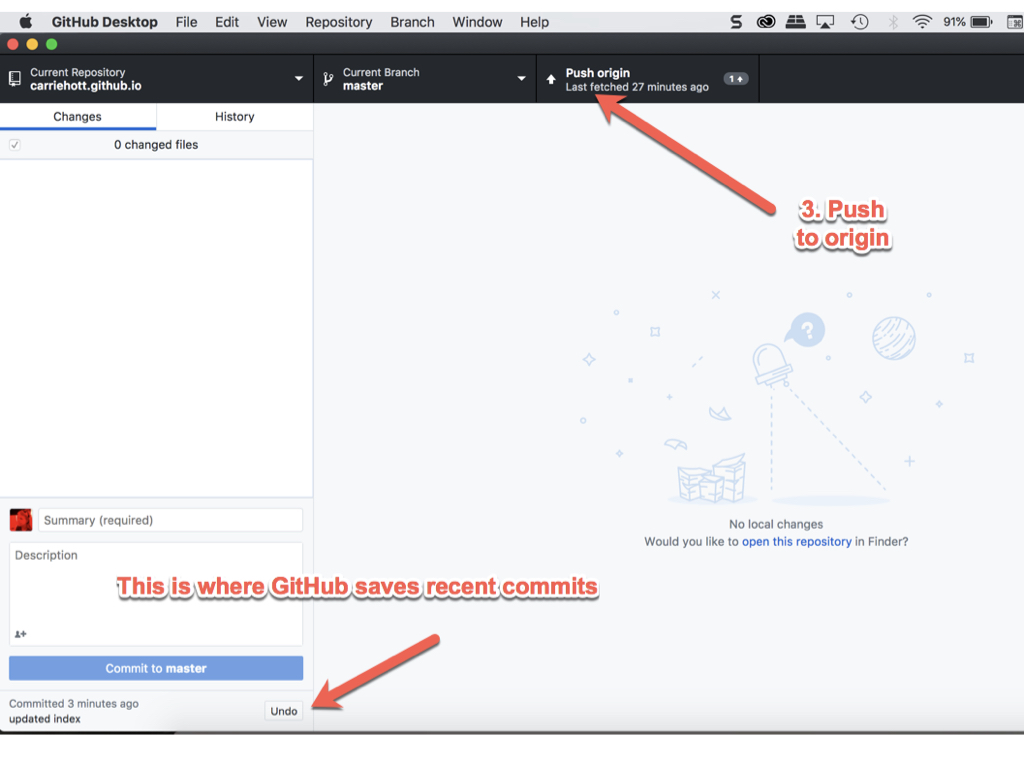 GitHub Desktop File Edit View Repository Branch Window Help 91%
Current Repository
carriehott.github.io
Current Branch
master
Push origin
Last fetched 27 minutes ago
1
Changes History
0 changed files
3. Push
to origin
?
No local changes
Would you like to open this repository in Finder?
Summary (required)
Description
This is where GitHub saves recent commits
Commit to master
Committed 3 minutes ago
updated index
Undo